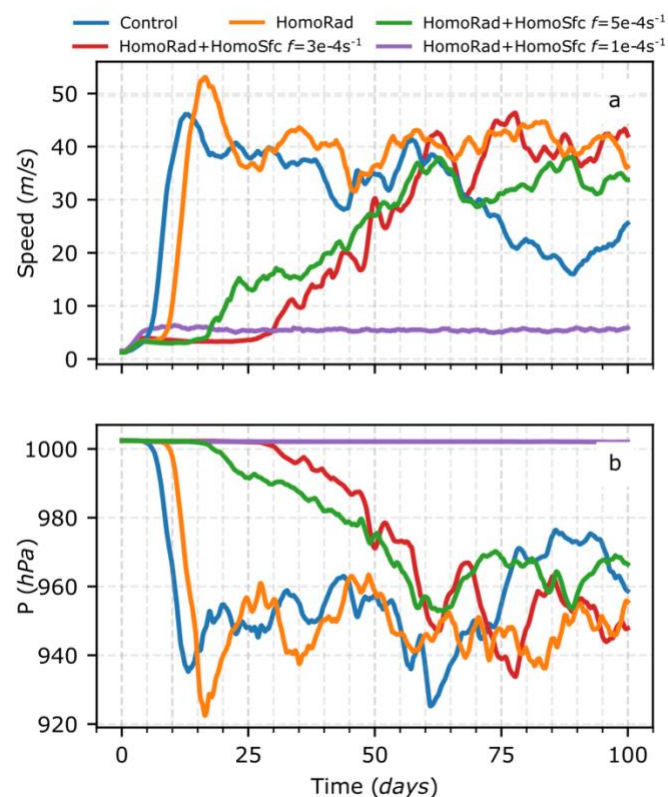 Control HomoRad HomoRad+HomoSfc f=5e-4s⁻¹
HomoRad+HomoSfc f=3e-4s⁻¹ HomoRad+HomoSfc f=1e-4s⁻¹
a
50
40
30
20
10
0
Speed (m/s)
b
1000
980
960
940
920
P (hPa)
0 25 50 75 100
Time (days)